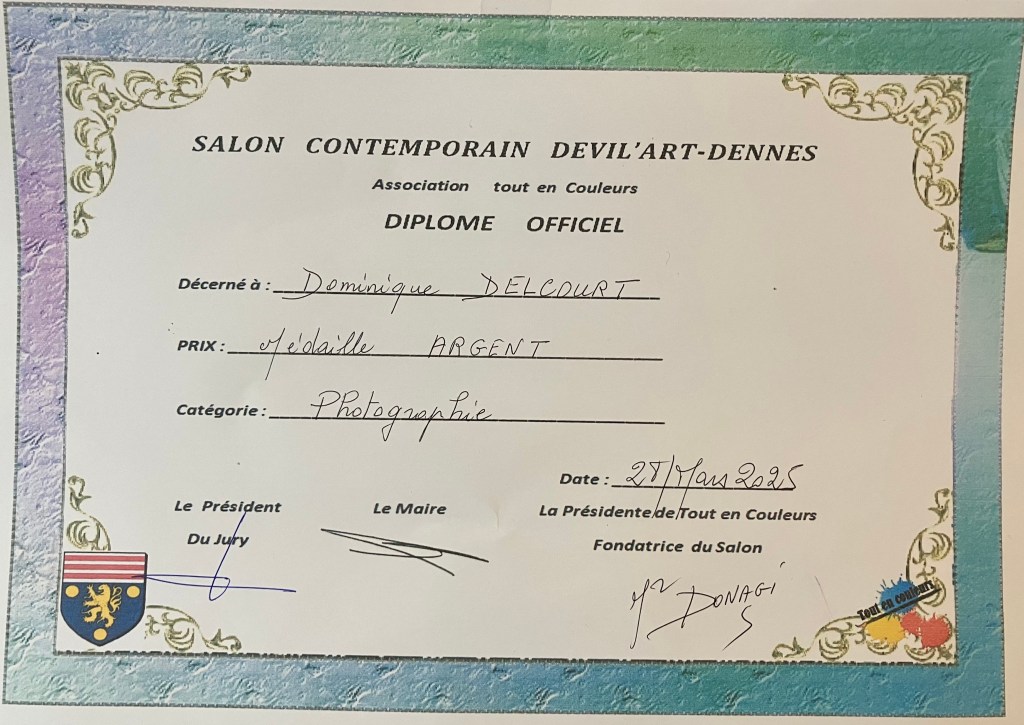 SALON CONTEMPORAIN DEVIL'ART-DENNES
Association tout en Couleurs
DIPLOME OFFICIEL
Décerné à : Dominique DELCOURT
PRIX : Médaille ARGENT
Catégorie : Photographie
Date : 28/Mars 2025
Le Président Le Maire La Présidente de Tout en Couleurs
Du Jury Fondatrice du Salon
DONAGI
Tout en couleurs